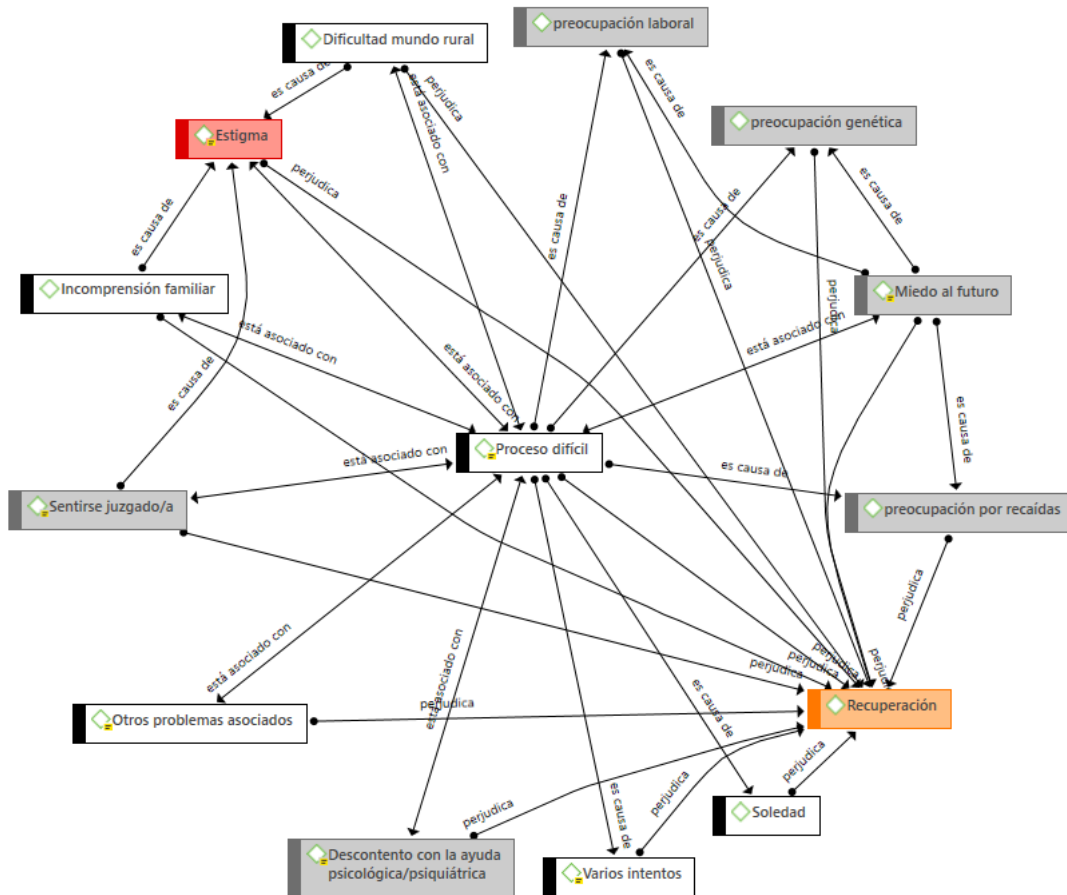 Dificultad mundo rural
preocupación laboral
es causa de
perjudica
está asociado con
es causa de
preocupación genética
Estigma
perjudica
es causa de
es causa de
es causa de
es causa de
perjudica
Incomprensión familiar
Miedo al futuro
perjudica
está asociado con
está asociado con
está asociado con
es causa de
es causa de
Proceso difícil
está asociado con
es causa de
Sentirse juzgado/a
preocupación por recaídas
perjudica
está asociado con
está asociado con
perjudica
perjudica
perjudica
perjudica
Otros problemas asociados
perjudica
Recuperación
es causa de
perjudica
es causa de
perjudica
perjudica
Soledad
Descontento con la ayuda
psicológica/psiquiátrica
Varios intentos